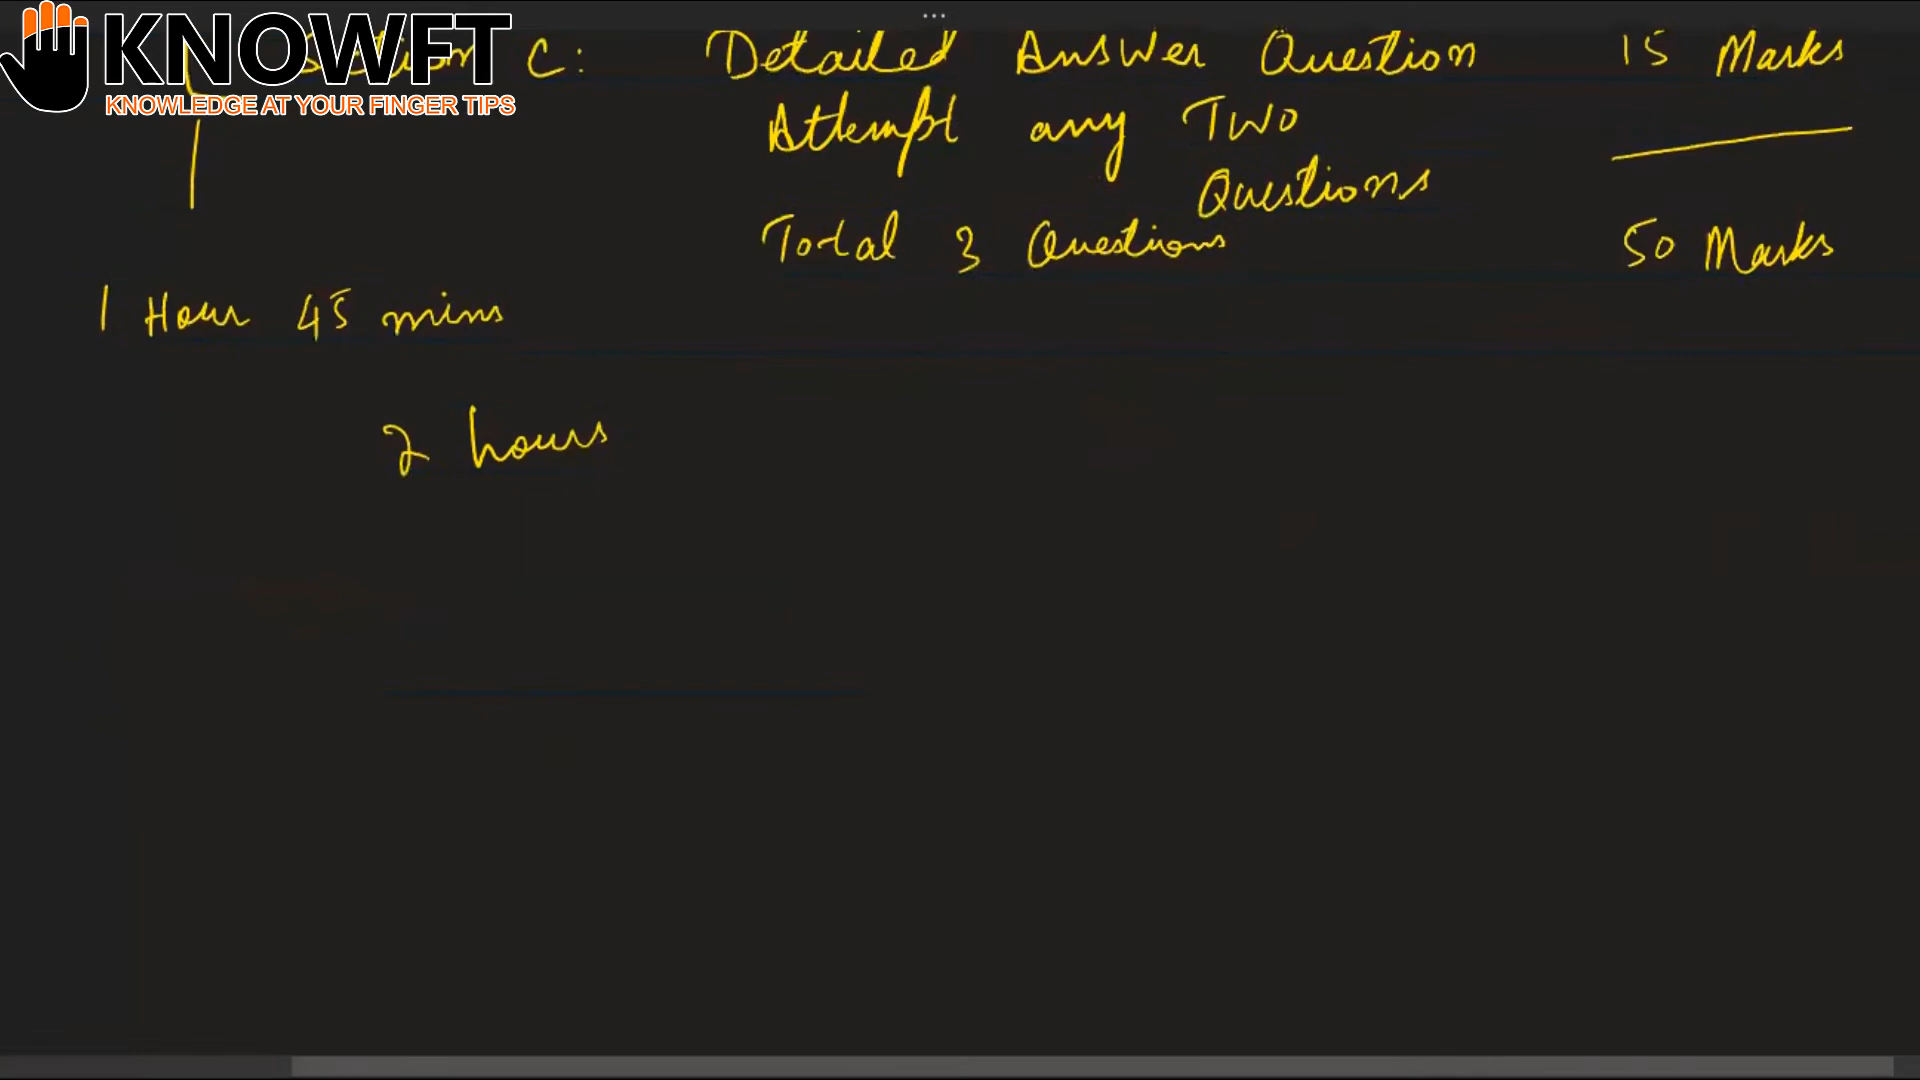 KNOWFT
KNOWLEDGE AT YOUR FINGER TIPS
Section C: Detailed Answer Question 15 Marks
Attempt any Two
Questions
Total 3 Questions 50 Marks
1 Hour 45 mins
2 hours